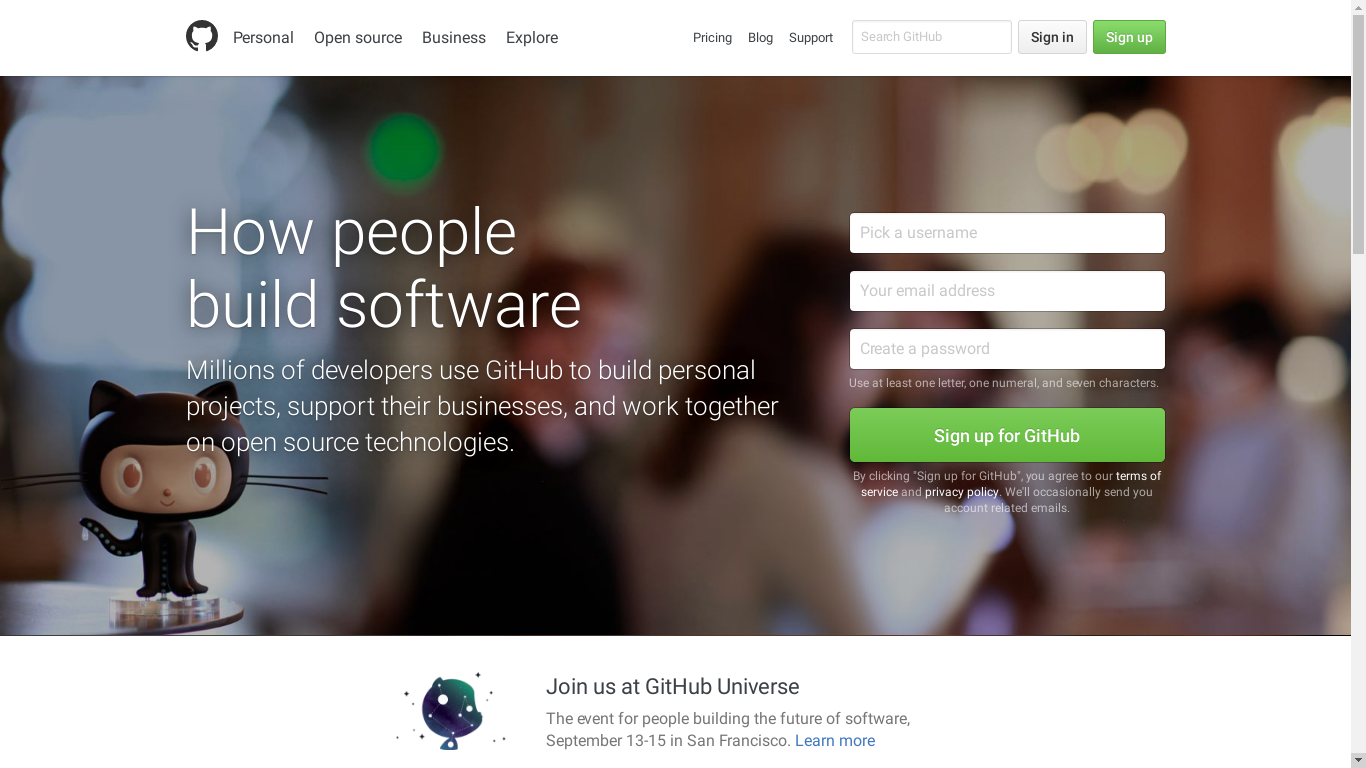 Personal
Open source
Business
Explore
Pricing
Blog
Support
Search GitHub
Sign in
Sign up
How people
build software
Millions of developers use GitHub to build personal
projects, support their businesses, and work together
on open source technologies.
Pick a username
Your email address
Create a password
Use at least one letter, one numeral, and seven characters.
Sign up for GitHub
By clicking "Sign up for GitHub", you agree to our terms of
service and privacy policy. We'll occasionally send you
account related emails.
Join us at GitHub Universe
The event for people building the future of software,
September 13-15 in San Francisco. Learn more